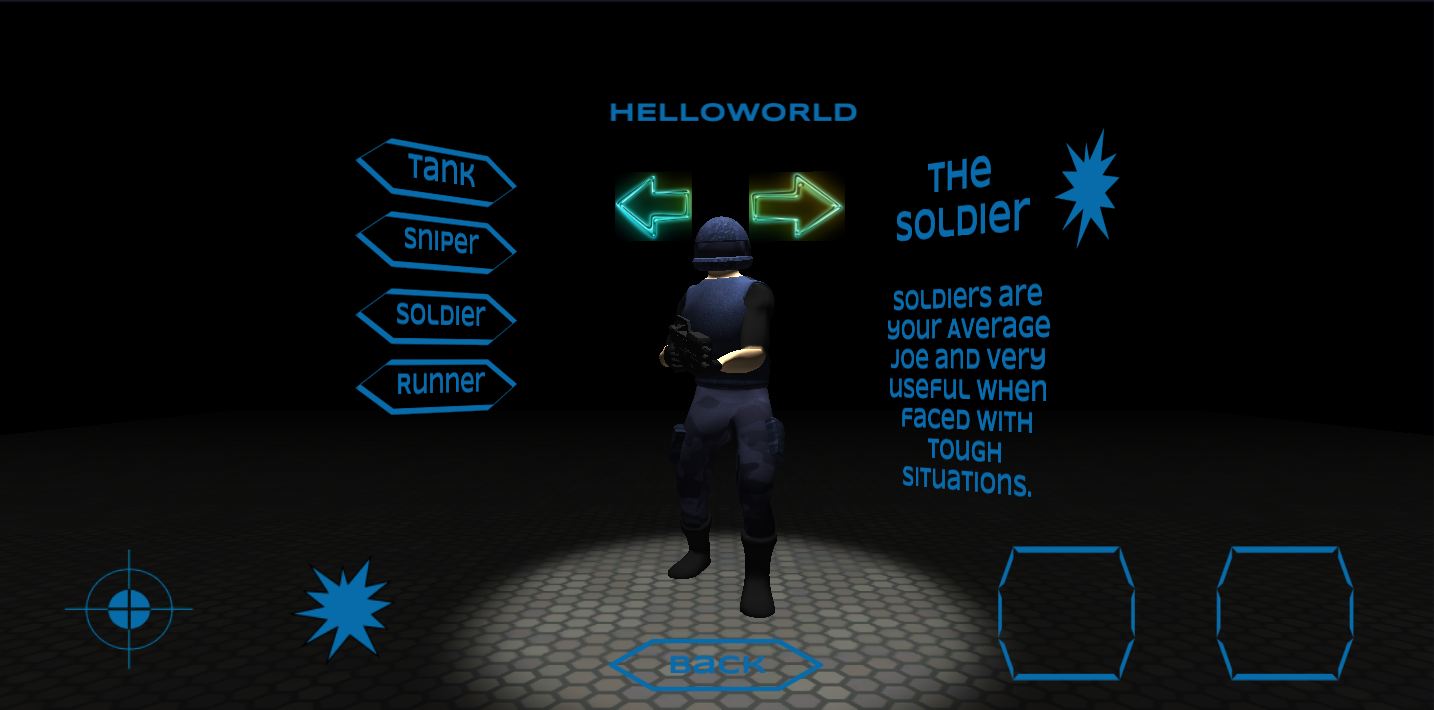 HELLOWORLD
Tank
Sniper
Soldier
Runner
The
Soldier
Soldiers are
your Average
Joe and very
useful when
faced with
tough
situations.
Back